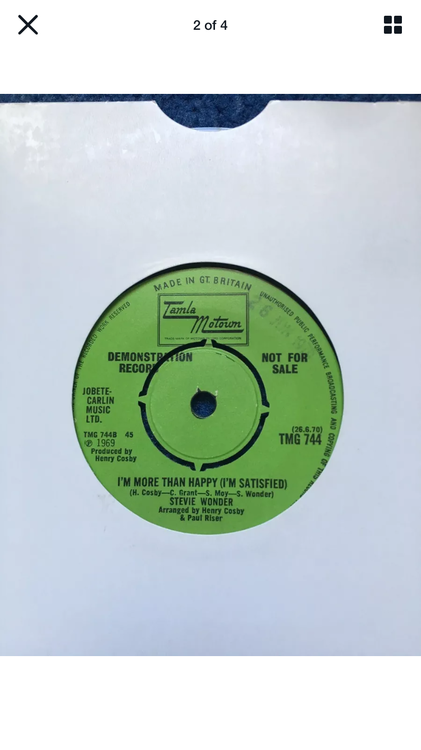 2 of 4
MADE IN GT. BRITAIN
UNAUTHORISED PUBLIC PERFORMANCE BROADCASTING AND COPYING OF THIS
WORK RESERVED
Tamla
Motown
DEMONSTRATION
RECORD
NOT FOR
SALE
JOBETE-
CARLIN
MUSIC
LTD.
TMG 744B 45
℗ 1969
Produced by
Henry Cosby
(26.6.70)
TMG 744
I'M MORE THAN HAPPY (I'M SATISFIED)
(H. Cosby—C. Grant—S. Moy—S. Wonder)
STEVIE WONDER
Arranged by Henry Cosby
& Paul Riser